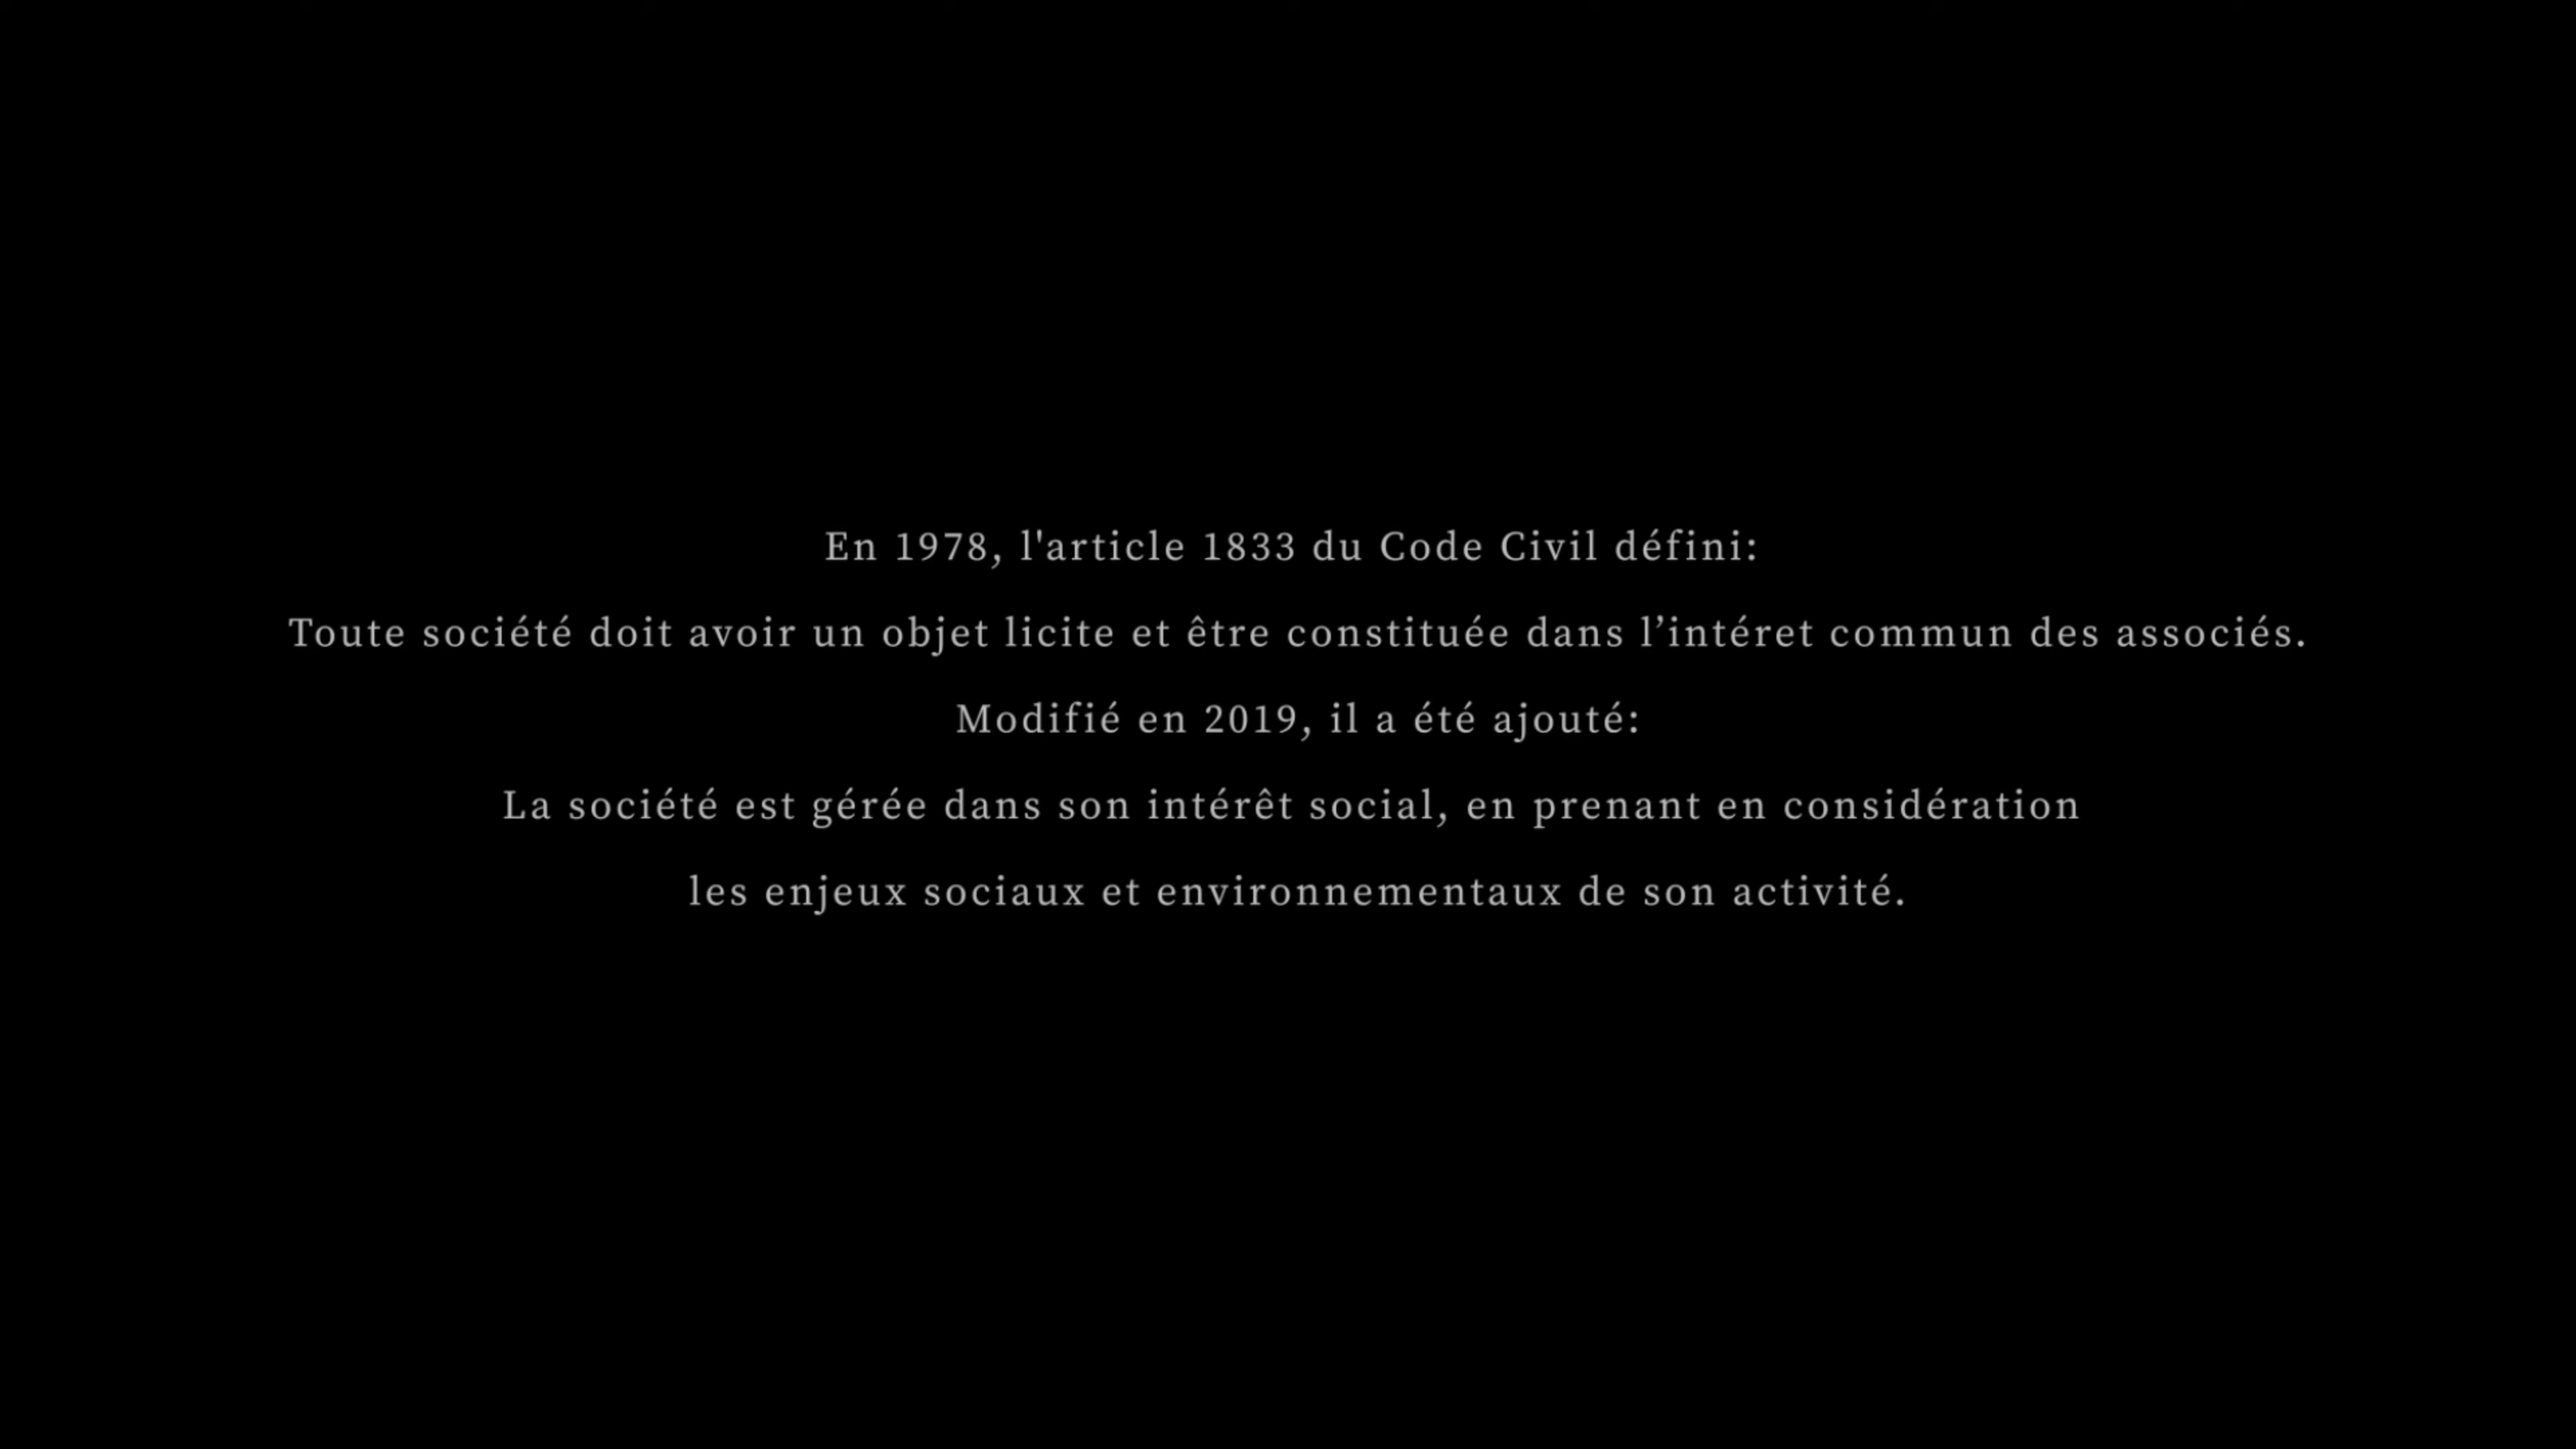 En 1978, l'article 1833 du Code Civil défini:
Toute société doit avoir un objet licite et être constituée dans l’intéret commun des associés.
Modifié en 2019, il a été ajouté:
La société est gérée dans son intérêt social, en prenant en considération
les enjeux sociaux et environnementaux de son activité.